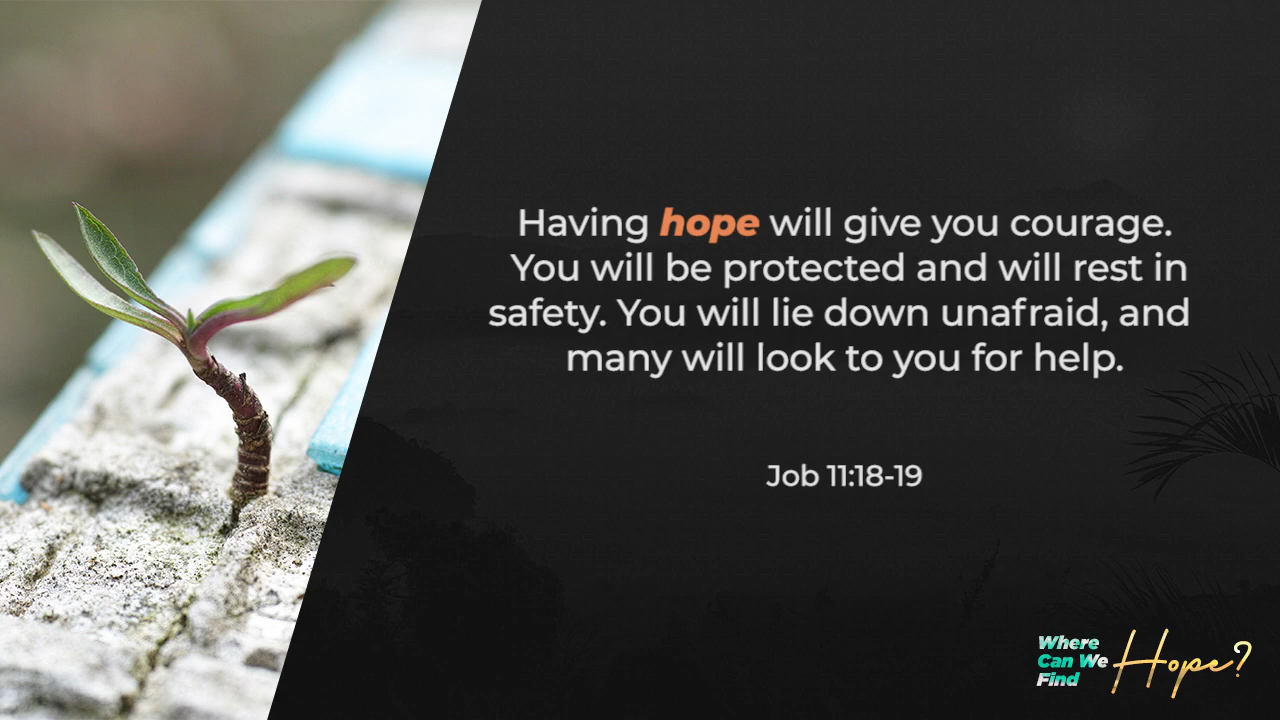 Having hope will give you courage.
You will be protected and will rest in
safety. You will lie down unafraid, and
many will look to you for help.
Job 11:18-19
Where
Can We
Find
Hope?